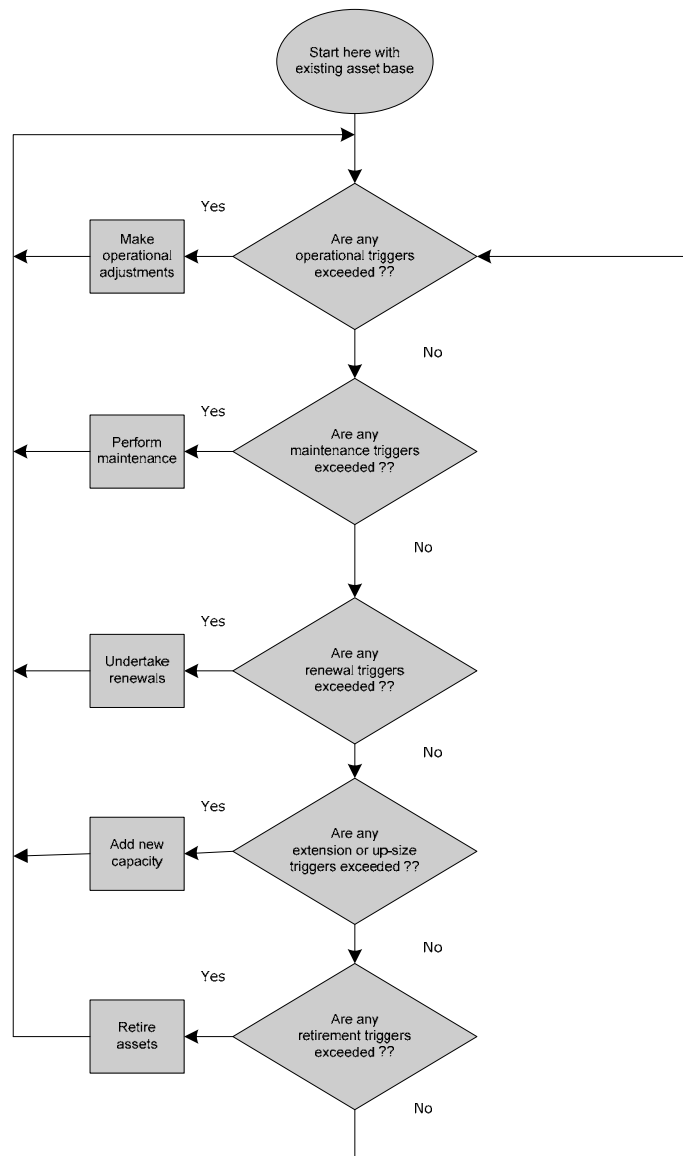 Start here with
existing asset base
Yes
Make
operational
adjustments
Are any
operational triggers
exceeded ??
No
Yes
Perform
maintenance
Are any
maintenance triggers
exceeded ??
No
Yes
Undertake
renewals
Are any
renewal triggers
exceeded ??
No
Yes
Add new
capacity
Are any
extension or up-size
triggers exceeded ??
No
Yes
Retire
assets
Are any
retirement triggers
exceeded ??
No